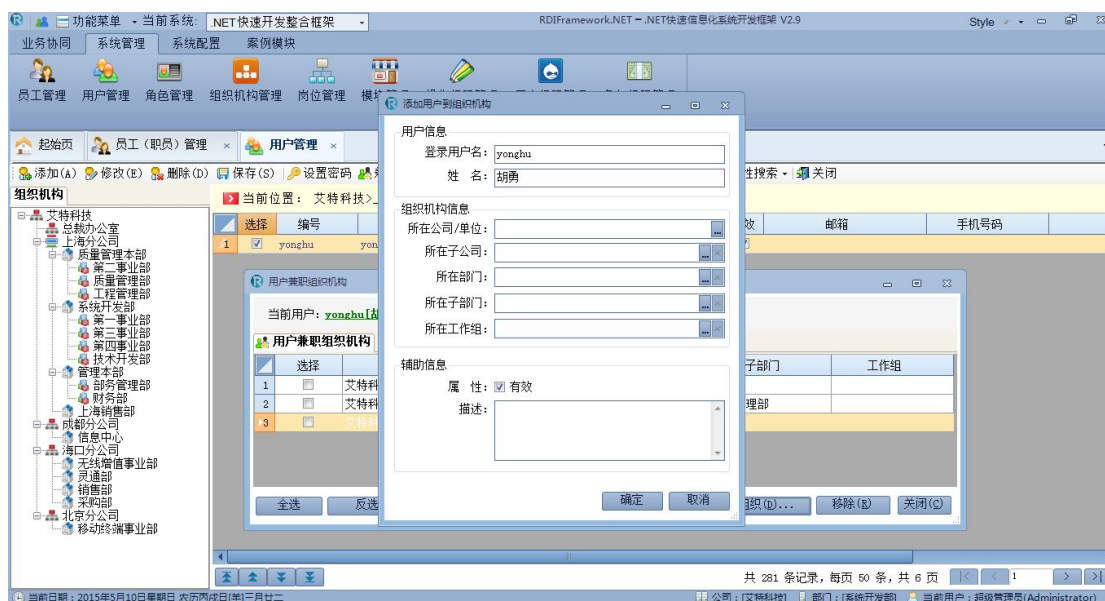 功能菜单 当前系统: .NET快速开发整合框架 RDIFramework.NET－.NET快速信息化系统开发框架 V2.9 Style
业务协同 系统管理 系统配置 案例模块
员工管理 用户管理 角色管理 组织机构管理 岗位管理
起始页 员工（职员）管理 × 用户管理 ×
添加(A) 修改(E) 删除(D) 保存(S) 设置密码 性搜索 关闭
组织机构
当前位置: 艾特科技>
选择 编号 效 邮箱 手机号码
1 yonghu yon
艾特科技
总裁办公室
上海分公司
质量管理本部
第二事业部
质量管理部
工程管理部
系统开发部
第一事业部
第三事业部
第四事业部
技术开发部
管理本部
部务管理部
财务部
上海销售部
成都分公司
信息中心
海口分公司
无线增值事业部
灵通部
销售部
采购部
北京分公司
移动终端事业部
用户兼职组织机构
当前用户: yonghu[胡
用户兼职组织机构
选择 子部门 工作组
1 艾特科
2 艾特科 理部
3 艾特科
全选 反选 组织(D)... 移除(R) 关闭(C)
添加用户到组织机构
用户信息
登录用户名: yonghu
姓 名: 胡勇
组织机构信息
所在公司/单位:
所在子公司:
所在部门:
所在子部门:
所在工作组:
辅助信息
属 性: 有效
描述:
确定 取消
共 281 条记录，每页 50 条，共 6 页 1
当前日期: 2015年5月10日星期日 农历丙戌日[羊]三月廿二 公司: [艾特科技] 部门: [系统开发部] 当前用户: 超级管理员(Administrator)